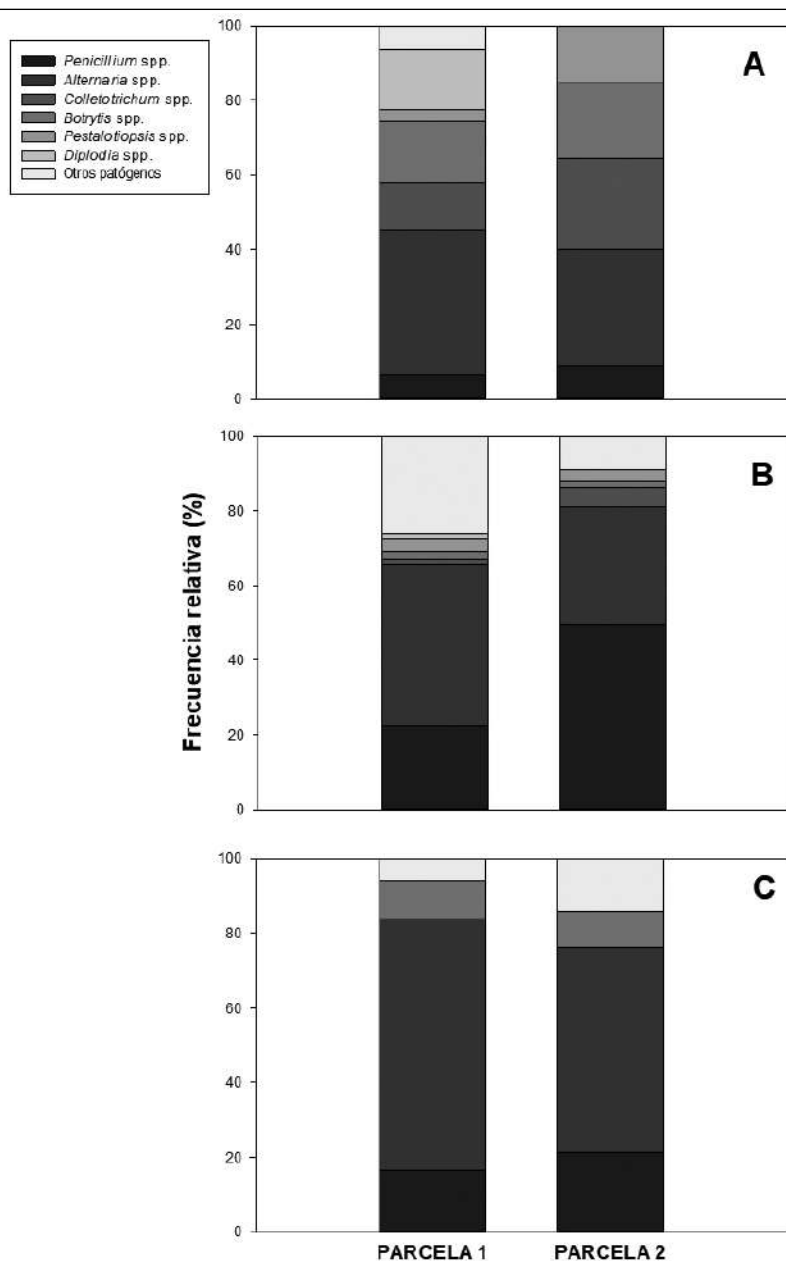 Penicillium spp.
Alternaria spp.
Colletotrichum spp.
Botrytis spp.
Pestalotiopsis spp.
Diplodia spp.
Otros patógenos
100
80
60
40
20
0
A
Frecuencia relativa (%)
100
80
60
40
20
0
B
100
80
60
40
20
0
C
PARCELA 1 PARCELA 2